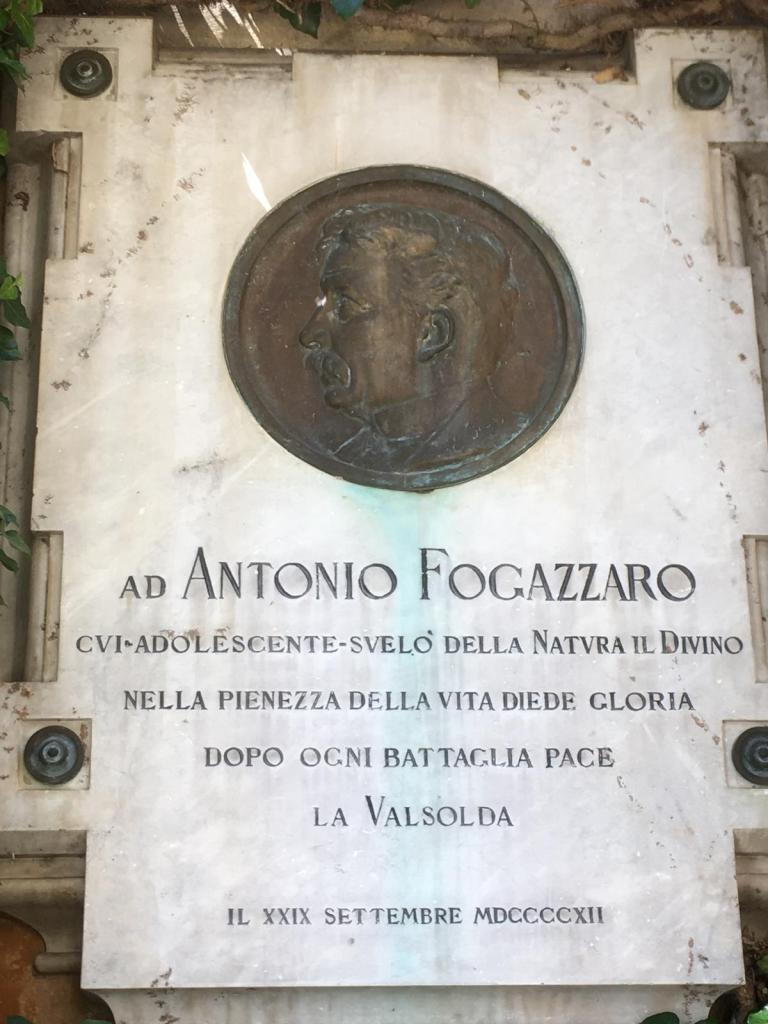 AD ANTONIO FOGAZZARO
CVI-ADOLESCENTE-SVELÒ DELLA NATVRA IL DIVINO
NELLA PIENEZZA DELLA VITA DIEDE GLORIA
DOPO OGNI BATTAGLIA PACE
LA VALSOLDA
IL XXIX SETTEMBRE MDCCCCXII